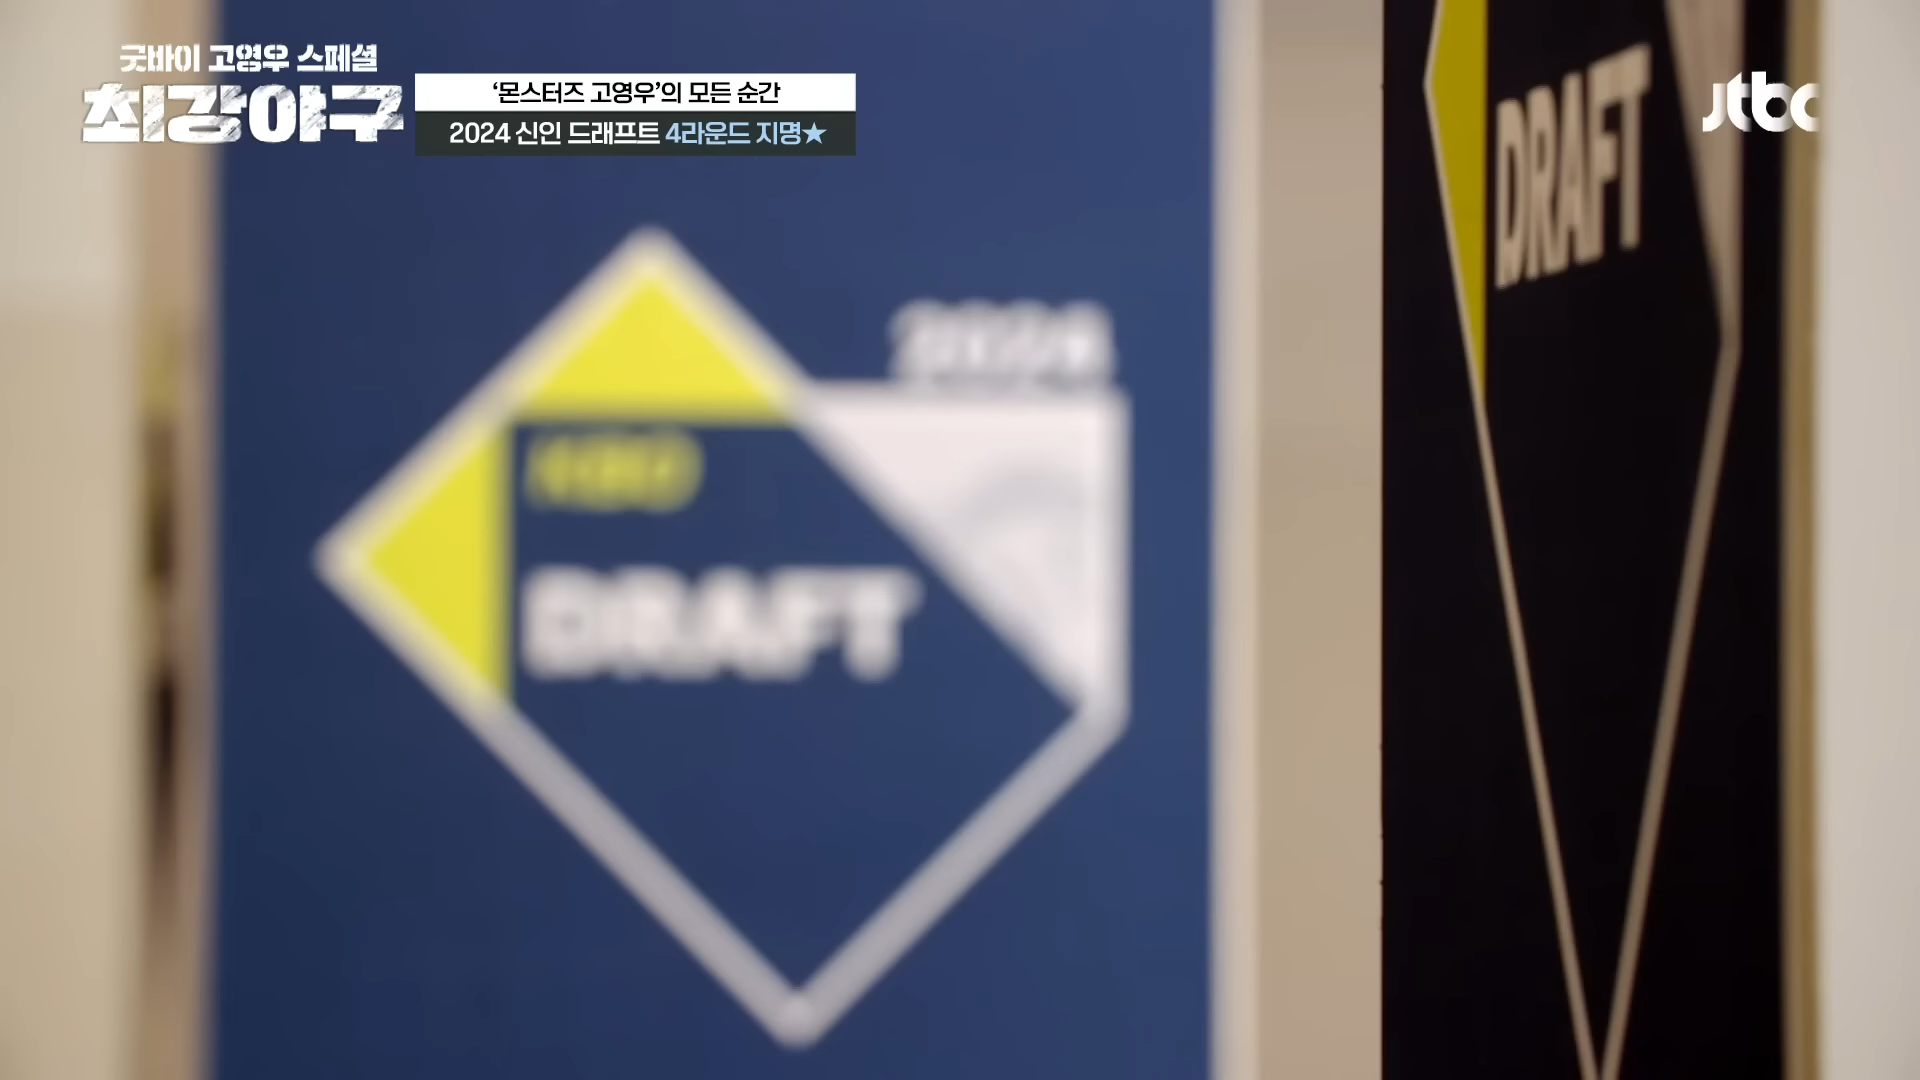 굿바이 고영우 스페셜
최강야구
‘몬스터즈 고영우’의 모든 순간
2024 신인 드래프트 4라운드 지명★
jtbc
KBO
DRAFT
DRAFT